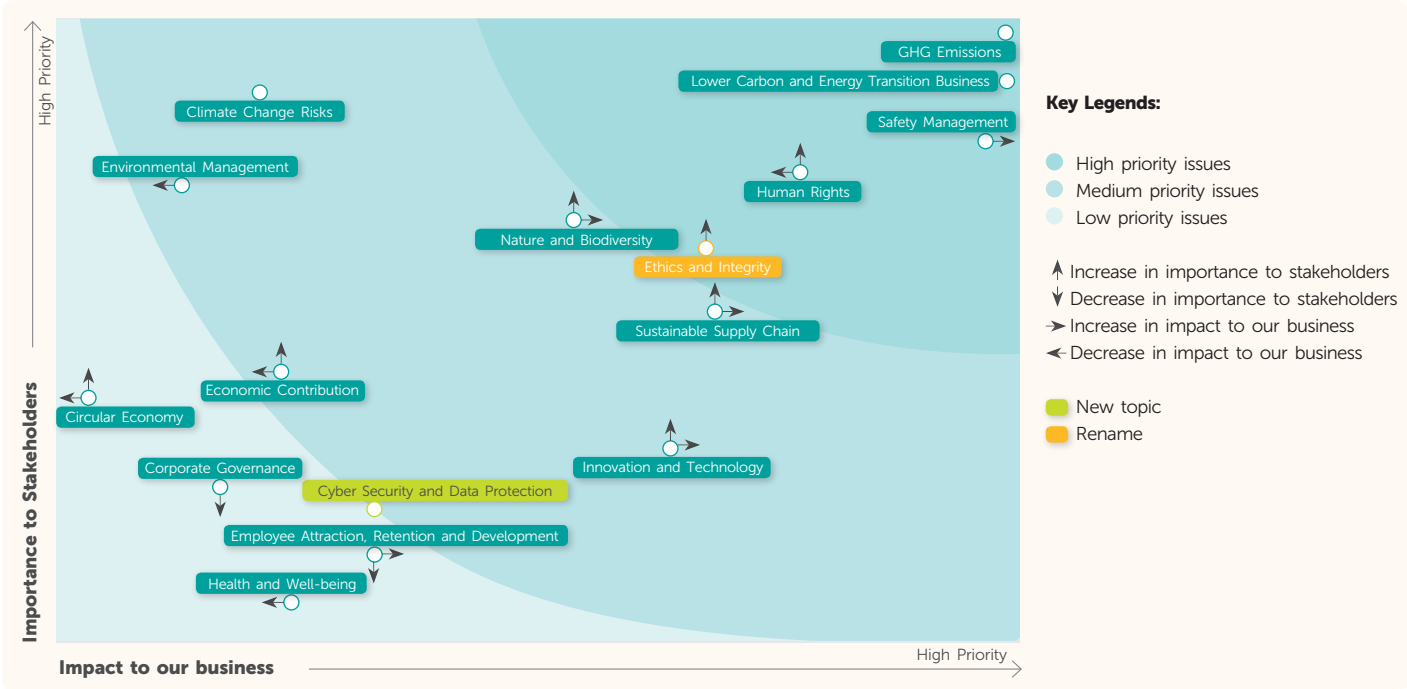 High Priority
Importance to Stakeholders
GHG Emissions
Lower Carbon and Energy Transition Business
Climate Change Risks
Safety Management
Environmental Management
Human Rights
Nature and Biodiversity
Ethics and Integrity
Sustainable Supply Chain
Economic Contribution
Circular Economy
Corporate Governance
Innovation and Technology
Cyber Security and Data Protection
Employee Attraction, Retention and Development
Health and Well-being
High Priority
Impact to our business
Key Legends:
High priority issues
Medium priority issues
Low priority issues
Increase in importance to stakeholders
Decrease in importance to stakeholders
Increase in impact to our business
Decrease in impact to our business
New topic
Rename